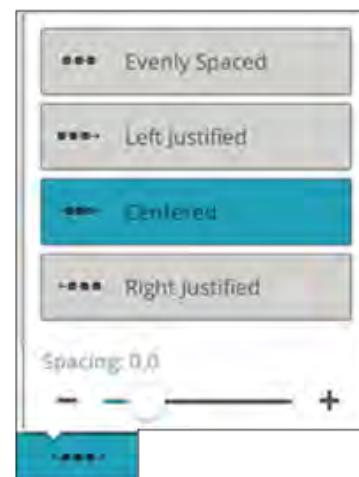 Evenly Spaced
Left Justified
Centered
Right Justified
Spacing: 0.0